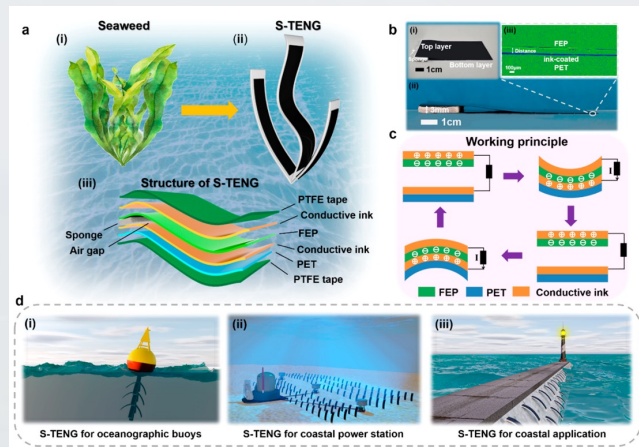 a
Seaweed
S-TENG
(i)
(ii)
(iii)
Structure of S-TENG
PTFE tape
Conductive ink
Sponge
FEP
Air gap
Conductive ink
PET
PTFE tape
b
(i)
Top layer
Bottom layer
1cm
(iii)
FEP
Distance
ink-coated
PET
100μm
(ii)
3mm
1cm
c
Working principle
I
I
FEP
PET
Conductive ink
d
(i)
(ii)
(iii)
S-TENG for oceanographic buoys
S-TENG for coastal power station
S-TENG for coastal application